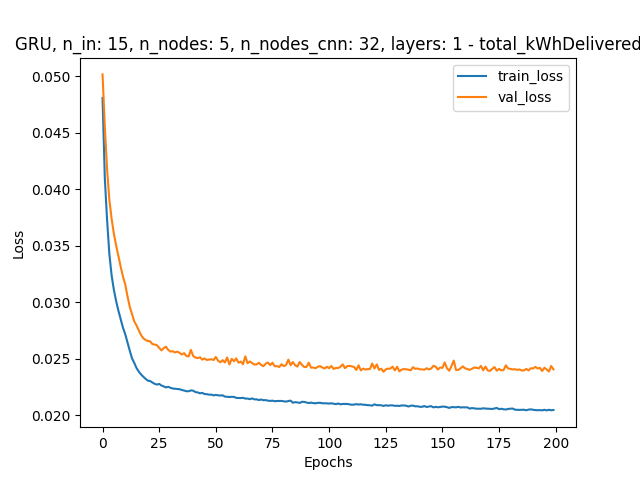 GRU, n_in: 15, n_nodes: 5, n_nodes_cnn: 32, layers: 1 - total_kWhDelivered
train_loss
val_loss
0.050
0.045
0.040
0.035
0.030
0.025
0.020
Loss
0 25 50 75 100 125 150 175 200
Epochs